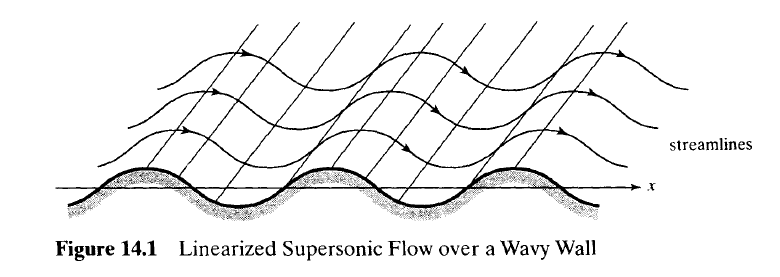 streamlines
x
Figure 14.1 Linearized Supersonic Flow over a Wavy Wall